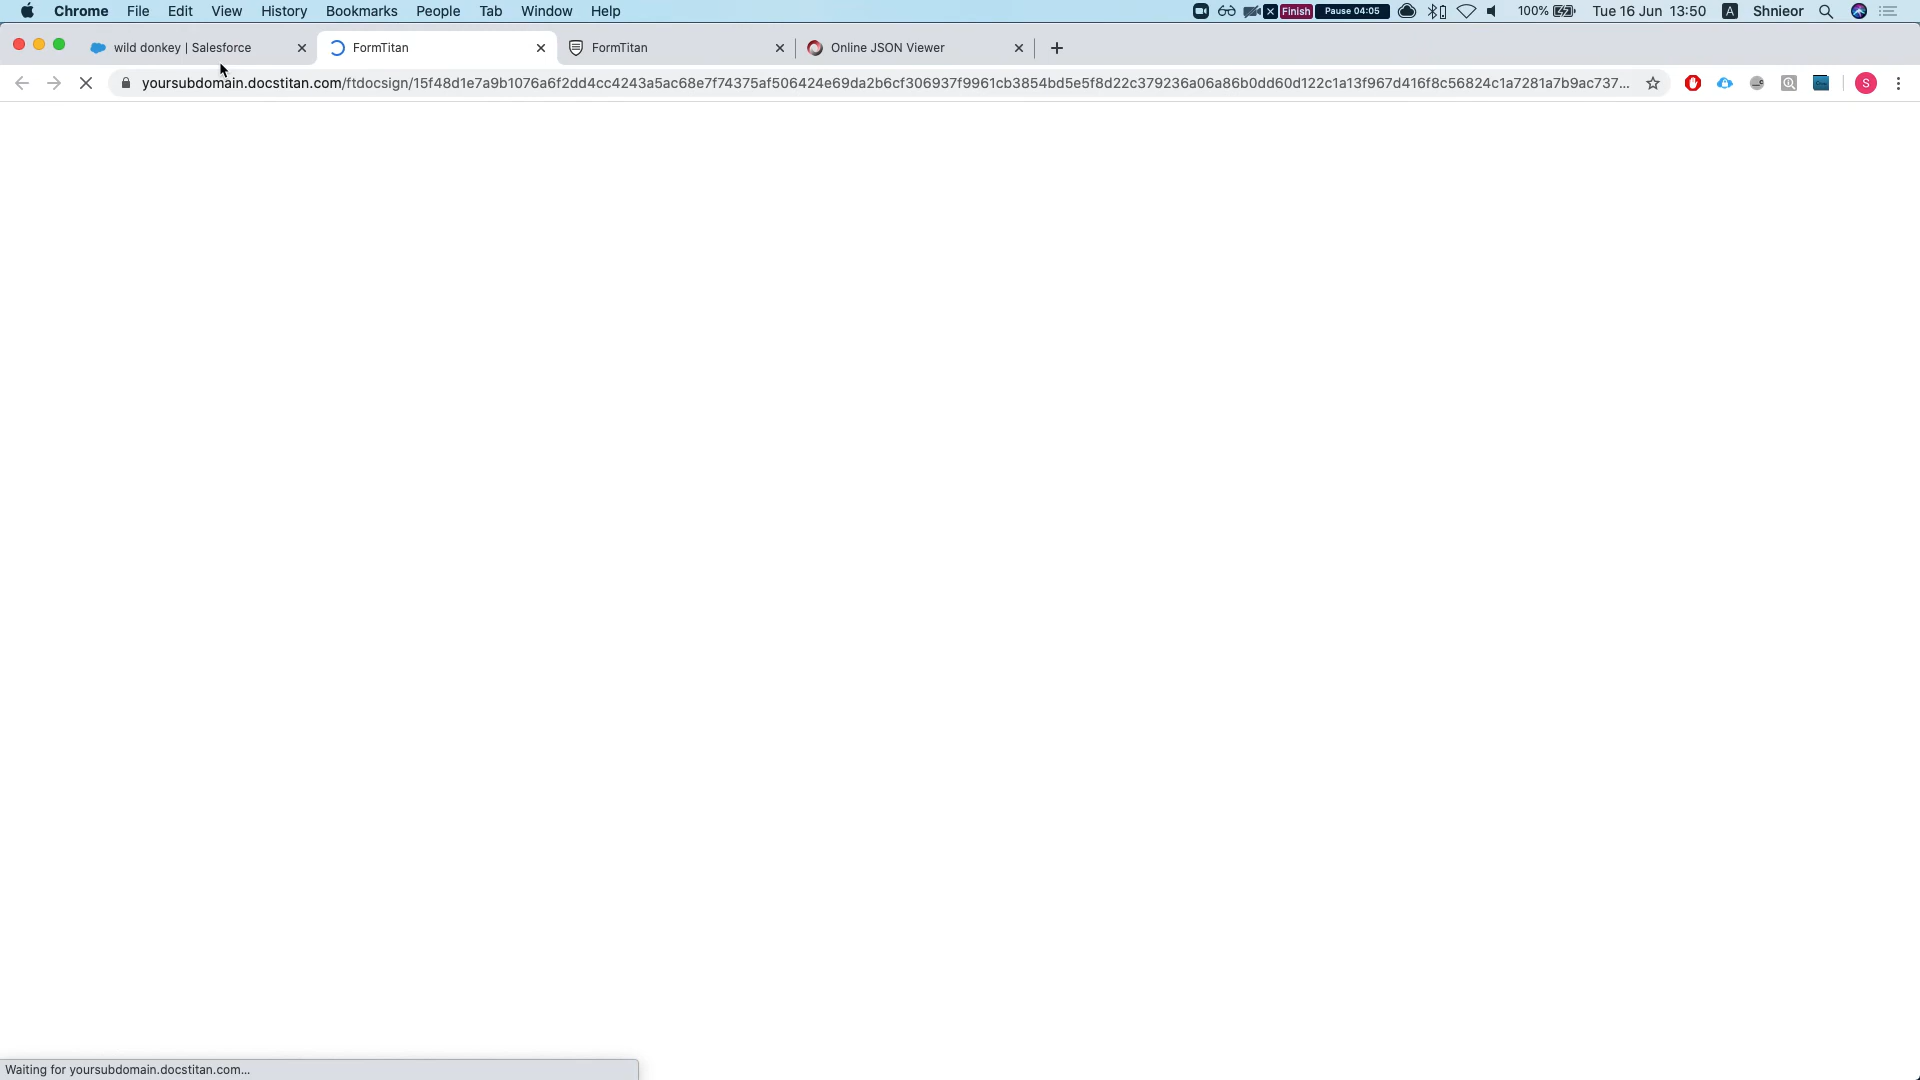 Chrome File Edit View History Bookmarks People Tab Window Help Finish Pause 04:05 100% Tue 16 Jun 13:50 A Shnieor
wild donkey | Salesforce FormTitan FormTitan Online JSON Viewer
yoursubdomain.docstitan.com/ftdocsign/15f48d1e7a9b1076a6f2dd4cc4243a5ac68e7f74375af506424e69da2b6cf306937f9961cb3854bd5e5f8d22c379236a06a86b0dd60d122c1a13f967d416f8c56824c1a7281a7b9ac737... S
Waiting for yoursubdomain.docstitan.com...